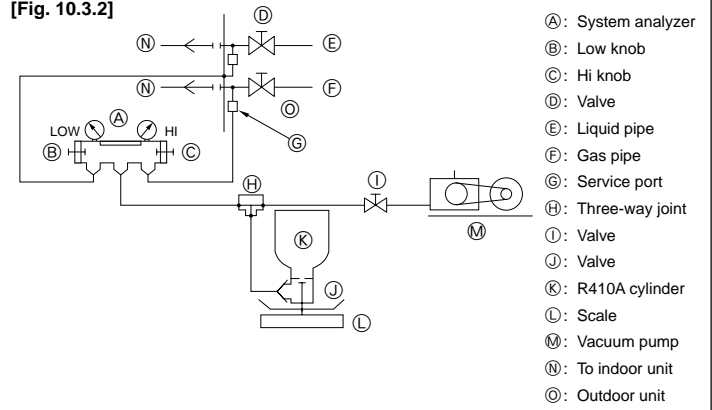 [Fig. 10.3.2]
Ⓓ
Ⓝ Ⓔ
Ⓝ Ⓕ
Ⓞ
Ⓐ
LOW HI
Ⓑ Ⓒ
Ⓖ
Ⓗ Ⓘ
Ⓚ Ⓜ
Ⓙ
Ⓛ
Ⓐ: System analyzer
Ⓑ: Low knob
Ⓒ: Hi knob
Ⓓ: Valve
Ⓔ: Liquid pipe
Ⓕ: Gas pipe
Ⓖ: Service port
Ⓗ: Three-way joint
Ⓘ: Valve
Ⓙ: Valve
Ⓚ: R410A cylinder
Ⓛ: Scale
Ⓜ: Vacuum pump
Ⓝ: To indoor unit
Ⓞ: Outdoor unit